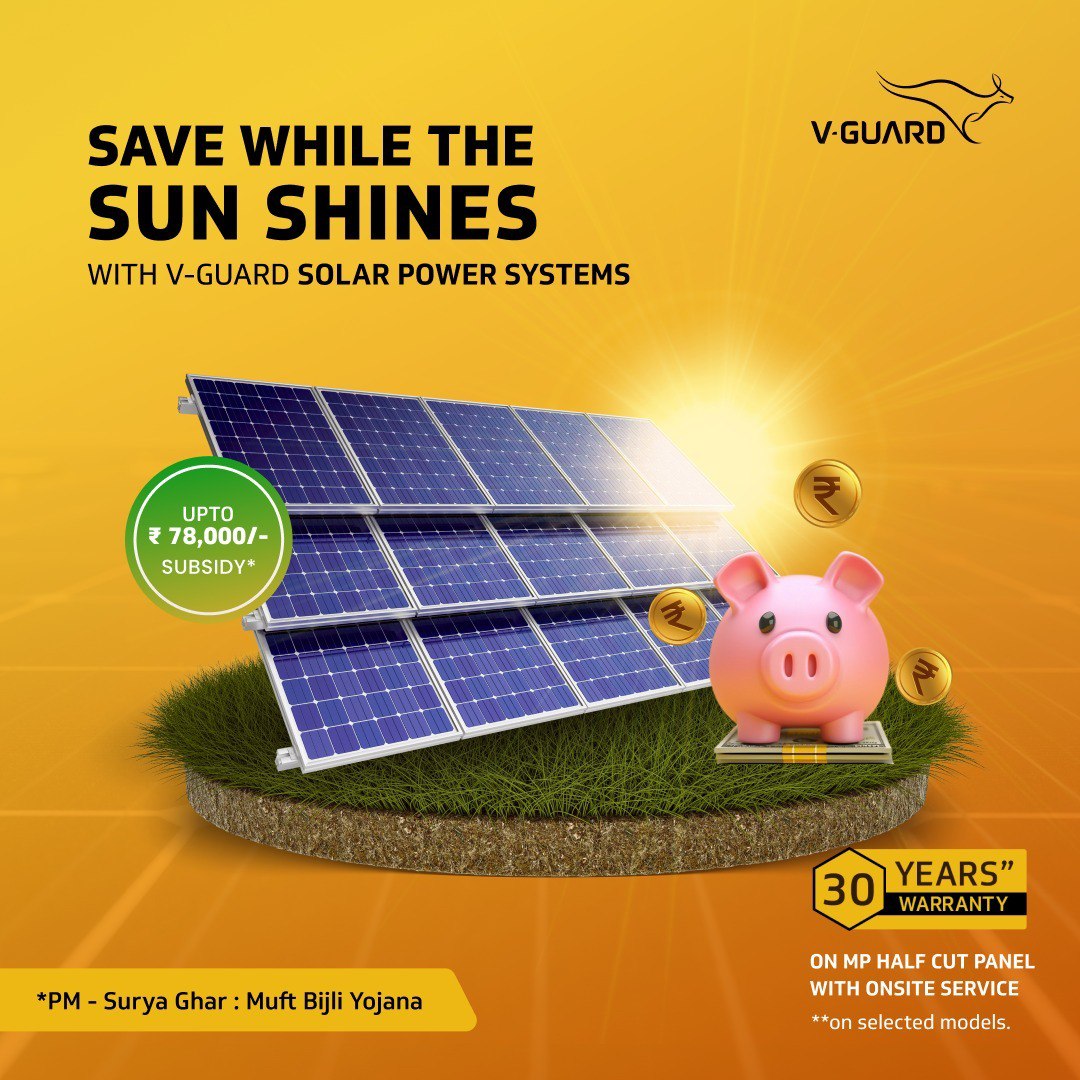 V-GUARD
SAVE WHILE THE
SUN SHINES
WITH V-GUARD SOLAR POWER SYSTEMS
UPTO
₹ 78,000/-
SUBSIDY*
₹
₹
₹
30 YEARS”
WARRANTY
ON MP HALF CUT PANEL
WITH ONSITE SERVICE
**on selected models.
*PM - Surya Ghar : Muft Bijli Yojana